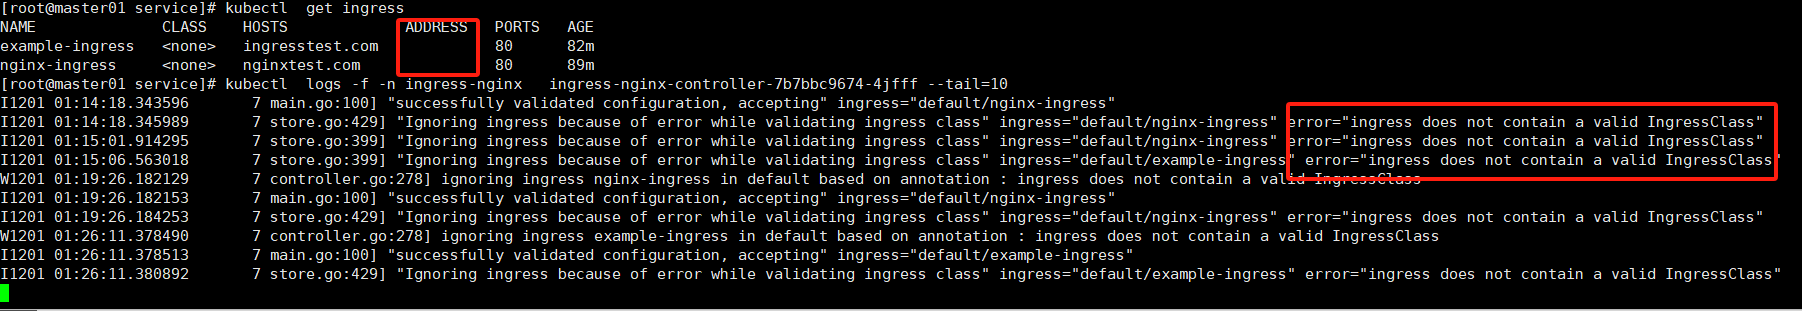 [root@master01 service]# kubectl  get ingress
NAME              CLASS    HOSTS             ADDRESS   PORTS   AGE
example-ingress   <none>   ingresstest.com             80      82m
nginx-ingress     <none>   nginxtest.com               80      89m
[root@master01 service]# kubectl  logs -f -n ingress-nginx   ingress-nginx-controller-7b7bbc9674-4jfff --tail=10
I1201 01:14:18.343596       7 main.go:100] "successfully validated configuration, accepting" ingress="default/nginx-ingress"
I1201 01:14:18.345989       7 store.go:429] "Ignoring ingress because of error while validating ingress class" ingress="default/nginx-ingress" error="ingress does not contain a valid IngressClass"
I1201 01:15:01.914295       7 store.go:399] "Ignoring ingress because of error while validating ingress class" ingress="default/nginx-ingress" error="ingress does not contain a valid IngressClass"
I1201 01:15:06.563018       7 store.go:399] "Ignoring ingress because of error while validating ingress class" ingress="default/example-ingress" error="ingress does not contain a valid IngressClass"
W1201 01:19:26.182129       7 controller.go:278] ignoring ingress nginx-ingress in default based on annotation : ingress does not contain a valid IngressClass
I1201 01:19:26.182153       7 main.go:100] "successfully validated configuration, accepting" ingress="default/nginx-ingress"
I1201 01:19:26.184253       7 store.go:429] "Ignoring ingress because of error while validating ingress class" ingress="default/nginx-ingress" error="ingress does not contain a valid IngressClass"
W1201 01:26:11.378490       7 controller.go:278] ignoring ingress example-ingress in default based on annotation : ingress does not contain a valid IngressClass
I1201 01:26:11.378513       7 main.go:100] "successfully validated configuration, accepting" ingress="default/example-ingress"
I1201 01:26:11.380892       7 store.go:429] "Ignoring ingress because of error while validating ingress class" ingress="default/example-ingress" error="ingress does not contain a valid IngressClass"